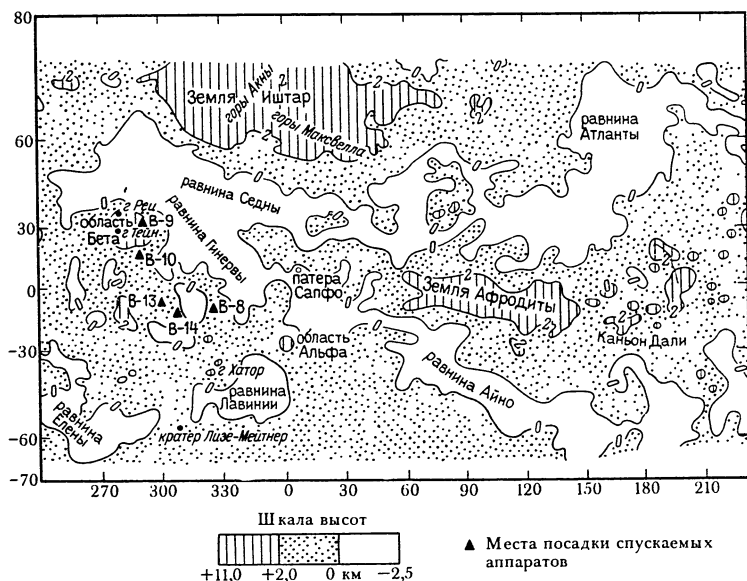 80
60
30
0
-30
-60
-70
Земля Иштар
горы Акны
горы Максвелла
равнина
Атланты
равнина Седны
г Реи
область
Бета
г Тейн
В-9
В-10
равнина Гиневры
В-13
В-14
В-8
патера
Сапфо
Земля Афродиты
Каньон Дали
область
Альфа
равнина Айно
г Хатор
равнина
Лавинии
равнина
Елены
кратер Лизе-Мейтнер
270 300 330 0 30 60 90 120 150 180 210
Шкала высот
+11,0 +2,0 0 км -2,5
▲ Места посадки спускаемых
аппаратов